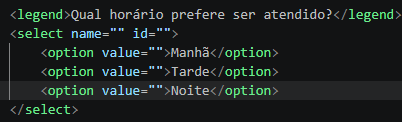 <legend>Qual horário prefere ser atendido?</legend>
<select name="" id="">
    <option value="">Manhã</option>
    <option value="">Tarde</option>
    <option value="">Noite</option>
</select>